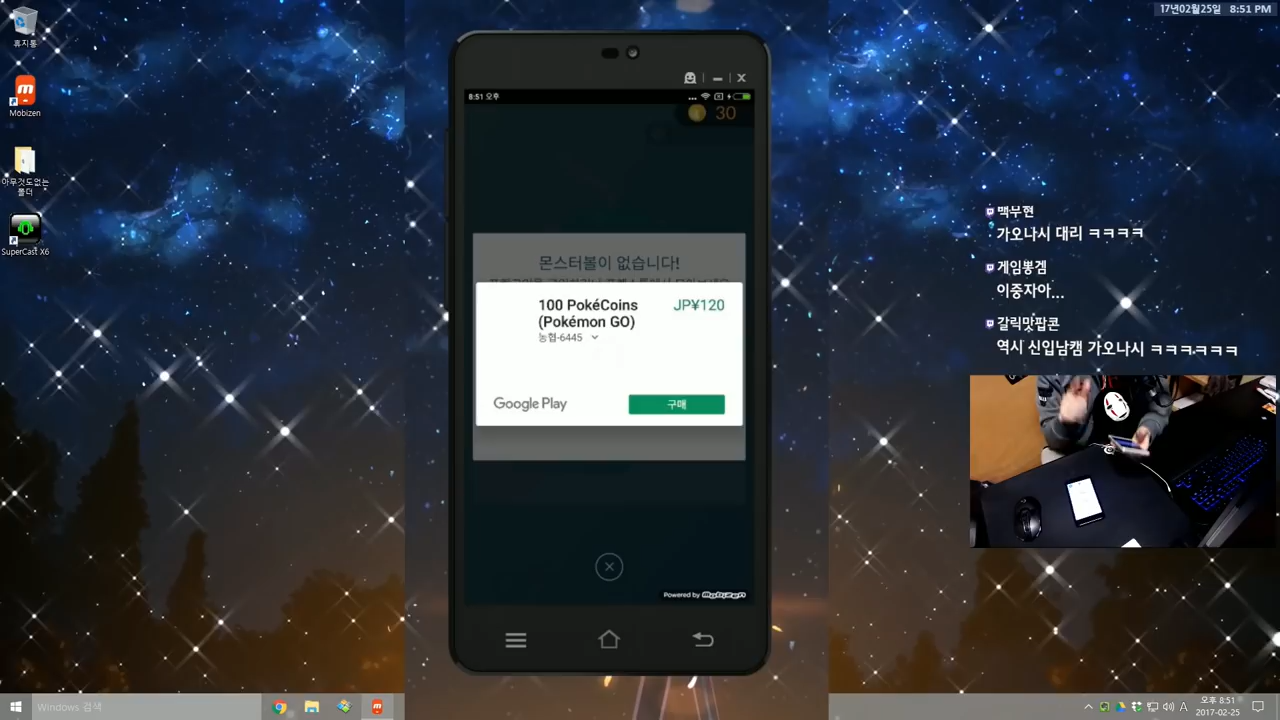 17년02월25일 8:51 PM
휴지통
Mobizen
아무것도없는
폴더
SuperCast X6
8:51 오후
30
몬스터볼이 없습니다!
100 PokéCoins
(Pokémon GO)
JP¥120
농협-6445
Google Play
구매
Powered by Mobizen
백무현
가오나시 대리 ㅋㅋㅋㅋ
게임뽕겜
이중자아...
갈릭맛팝콘
역시 신입남캠 가오나시 ㅋㅋㅋㅋㅋㅋ
Windows 검색
A
오후 8:51
2017-02-25